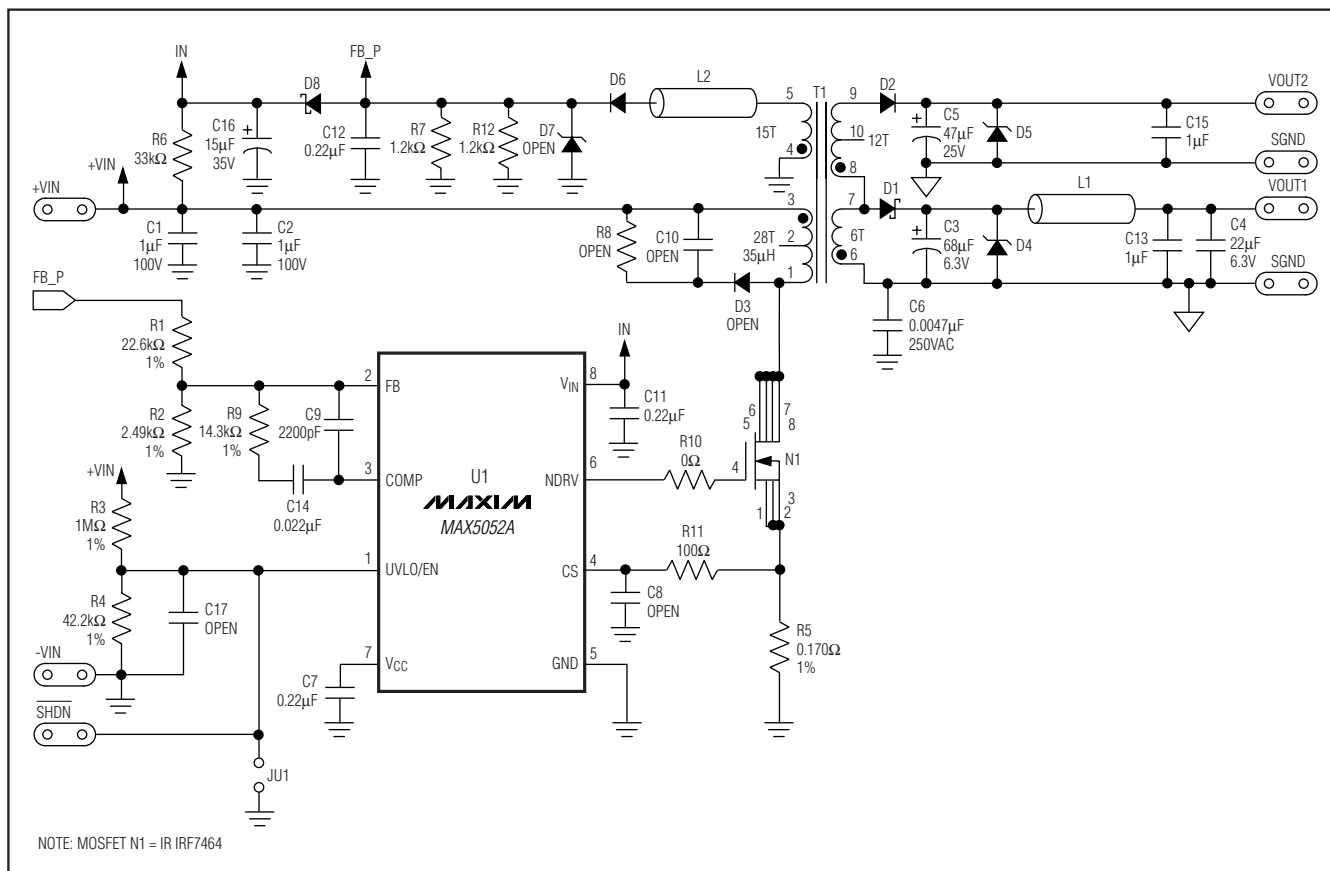 IN
FB_P
D8
D6
L2
5
T1
9
D2
VOUT2
R6
33kΩ
C16
15µF
35V
C12
0.22µF
R7
1.2kΩ
R12
1.2kΩ
D7
OPEN
15T
4
10
12T
8
C5
47µF
25V
D5
C15
1µF
SGND
+VIN
+VIN
C1
1µF
100V
C2
1µF
100V
R8
OPEN
C10
OPEN
3
28T
2
35µH
1
D3
OPEN
7
6T
6
D1
C3
68µF
6.3V
D4
L1
C13
1µF
C4
22µF
6.3V
VOUT1
SGND
C6
0.0047µF
250VAC
FB_P
R1
22.6kΩ
1%
R2
2.49kΩ
1%
R9
14.3kΩ
1%
C9
2200pF
C14
0.022µF
2
FB
3
COMP
1
UVLO/EN
7
VCC
U1
MAXIM
MAX5052A
VIN
8
IN
C11
0.22µF
NDRV
6
R10
0Ω
4
5
6
7
8
N1
1
2
3
CS
4
R11
100Ω
C8
OPEN
GND
5
R5
0.170Ω
1%
+VIN
R3
1MΩ
1%
R4
42.2kΩ
1%
C17
OPEN
-VIN
C7
0.22µF
SHDN
JU1
NOTE: MOSFET N1 = IR IRF7464